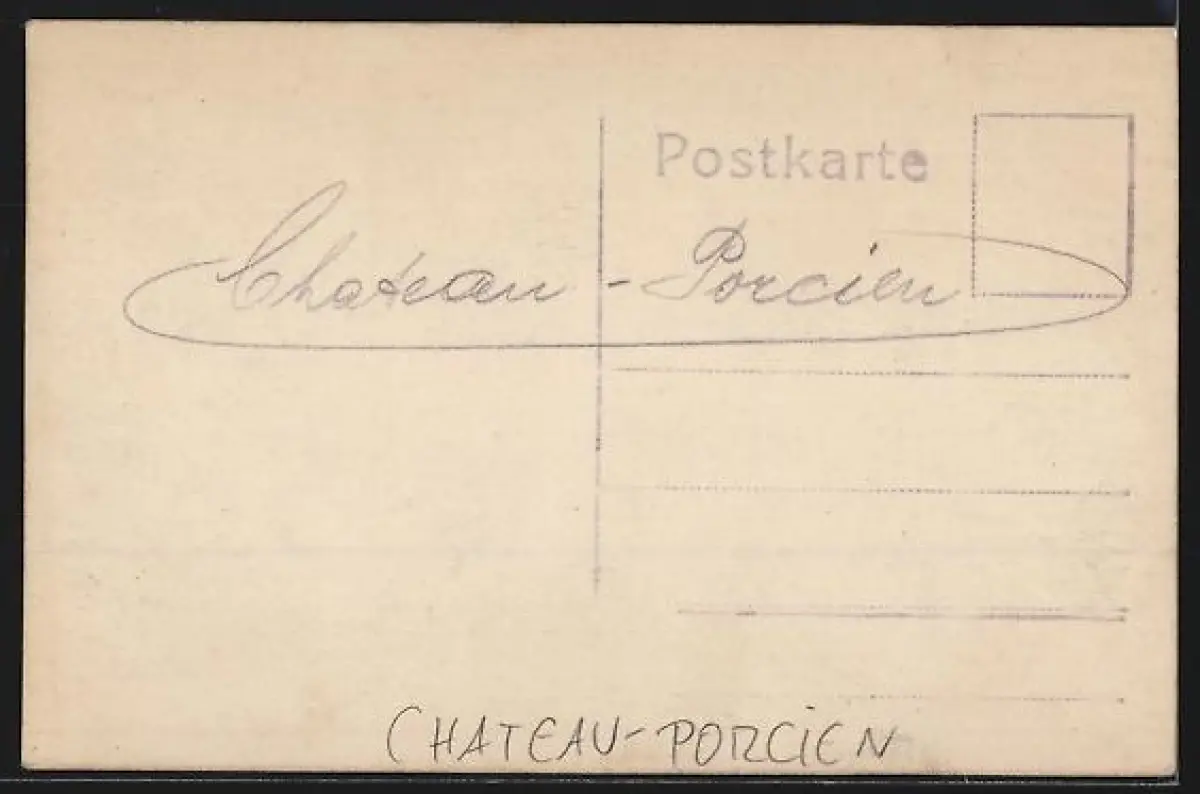 Postkarte
Chateau - Porcien
CHATEAU-PORCIEN